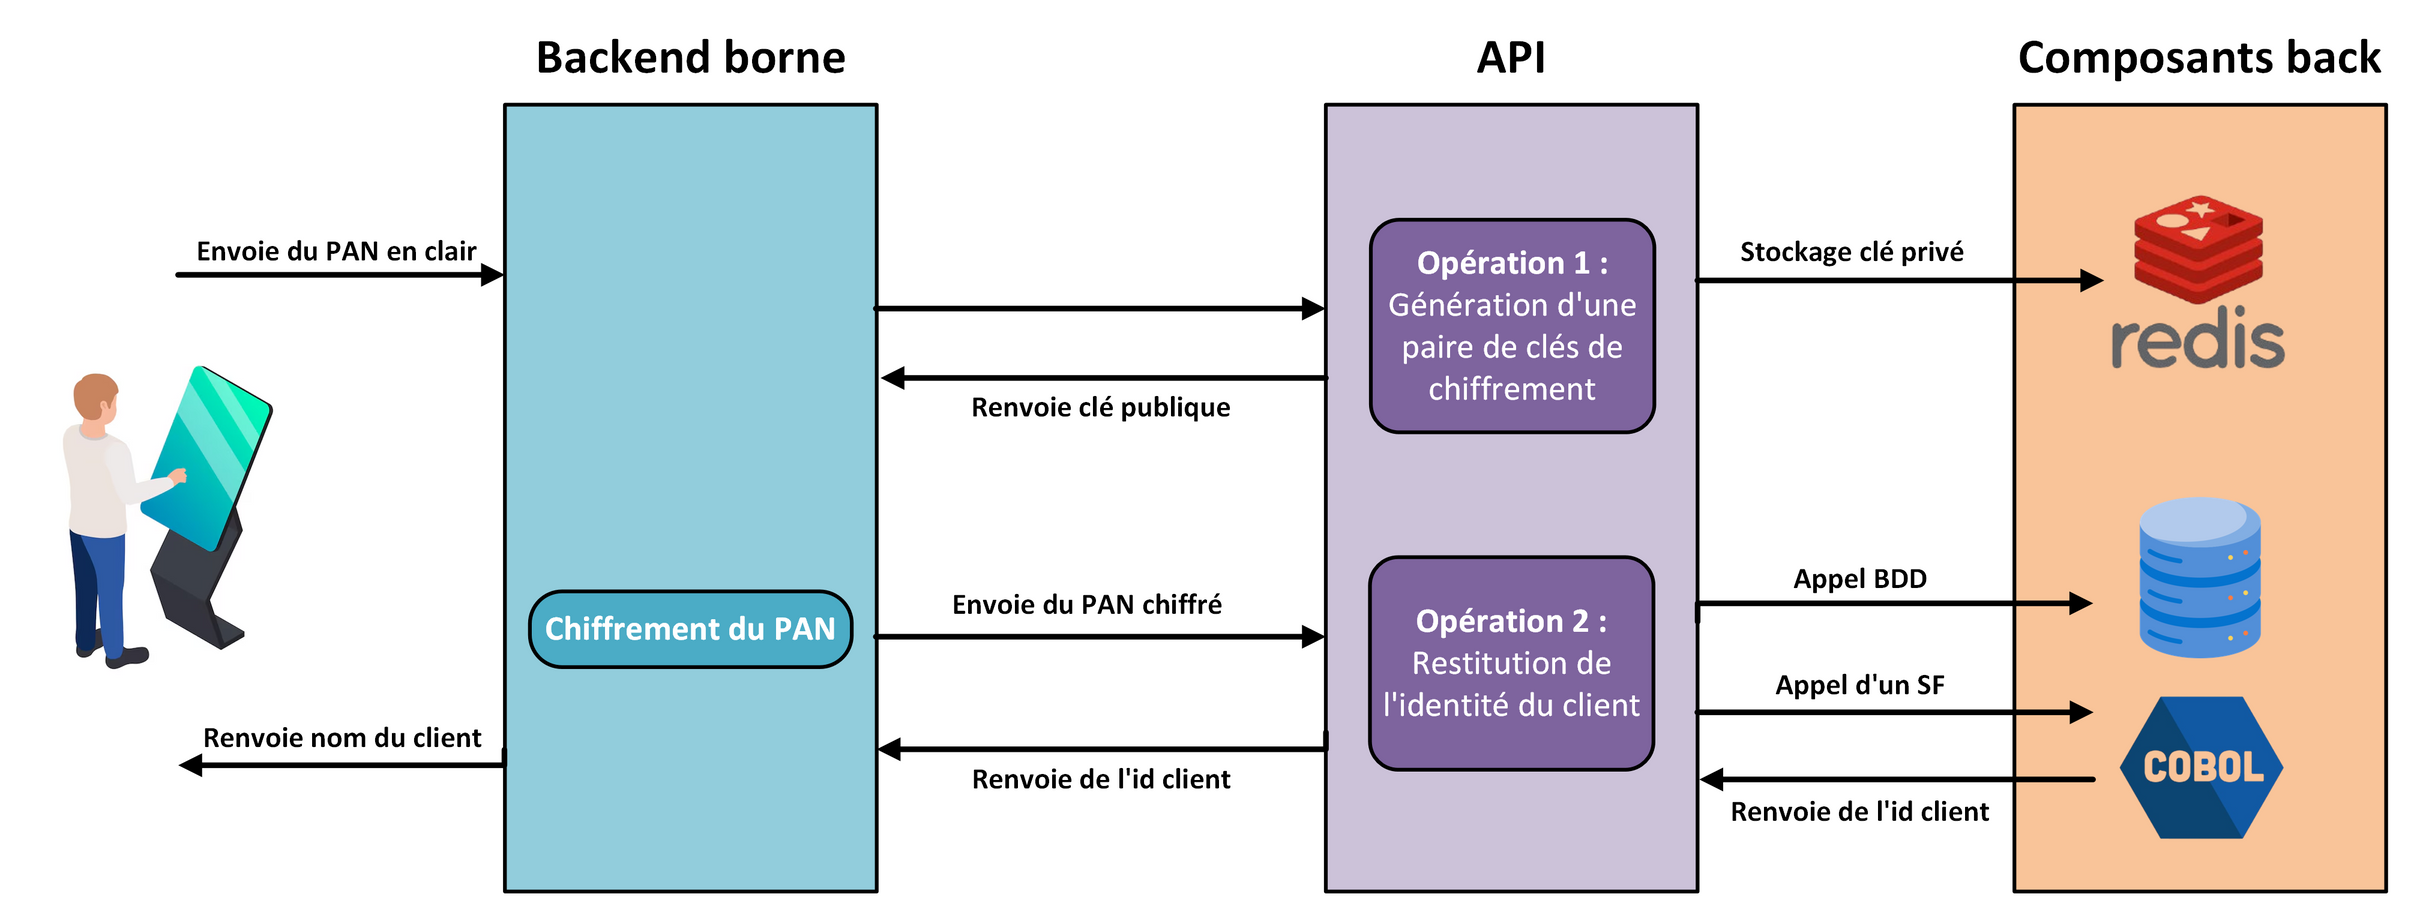 Backend borne
API
Composants back
Envoie du PAN en clair
Opération 1 :
Génération d'une
paire de clés de
chiffrement
Stockage clé privé
redis
Renvoie clé publique
Chiffrement du PAN
Envoie du PAN chiffré
Opération 2 :
Restitution de
l'identité du client
Appel BDD
Appel d'un SF
Renvoie nom du client
Renvoie de l'id client
COBOL
Renvoie de l'id client